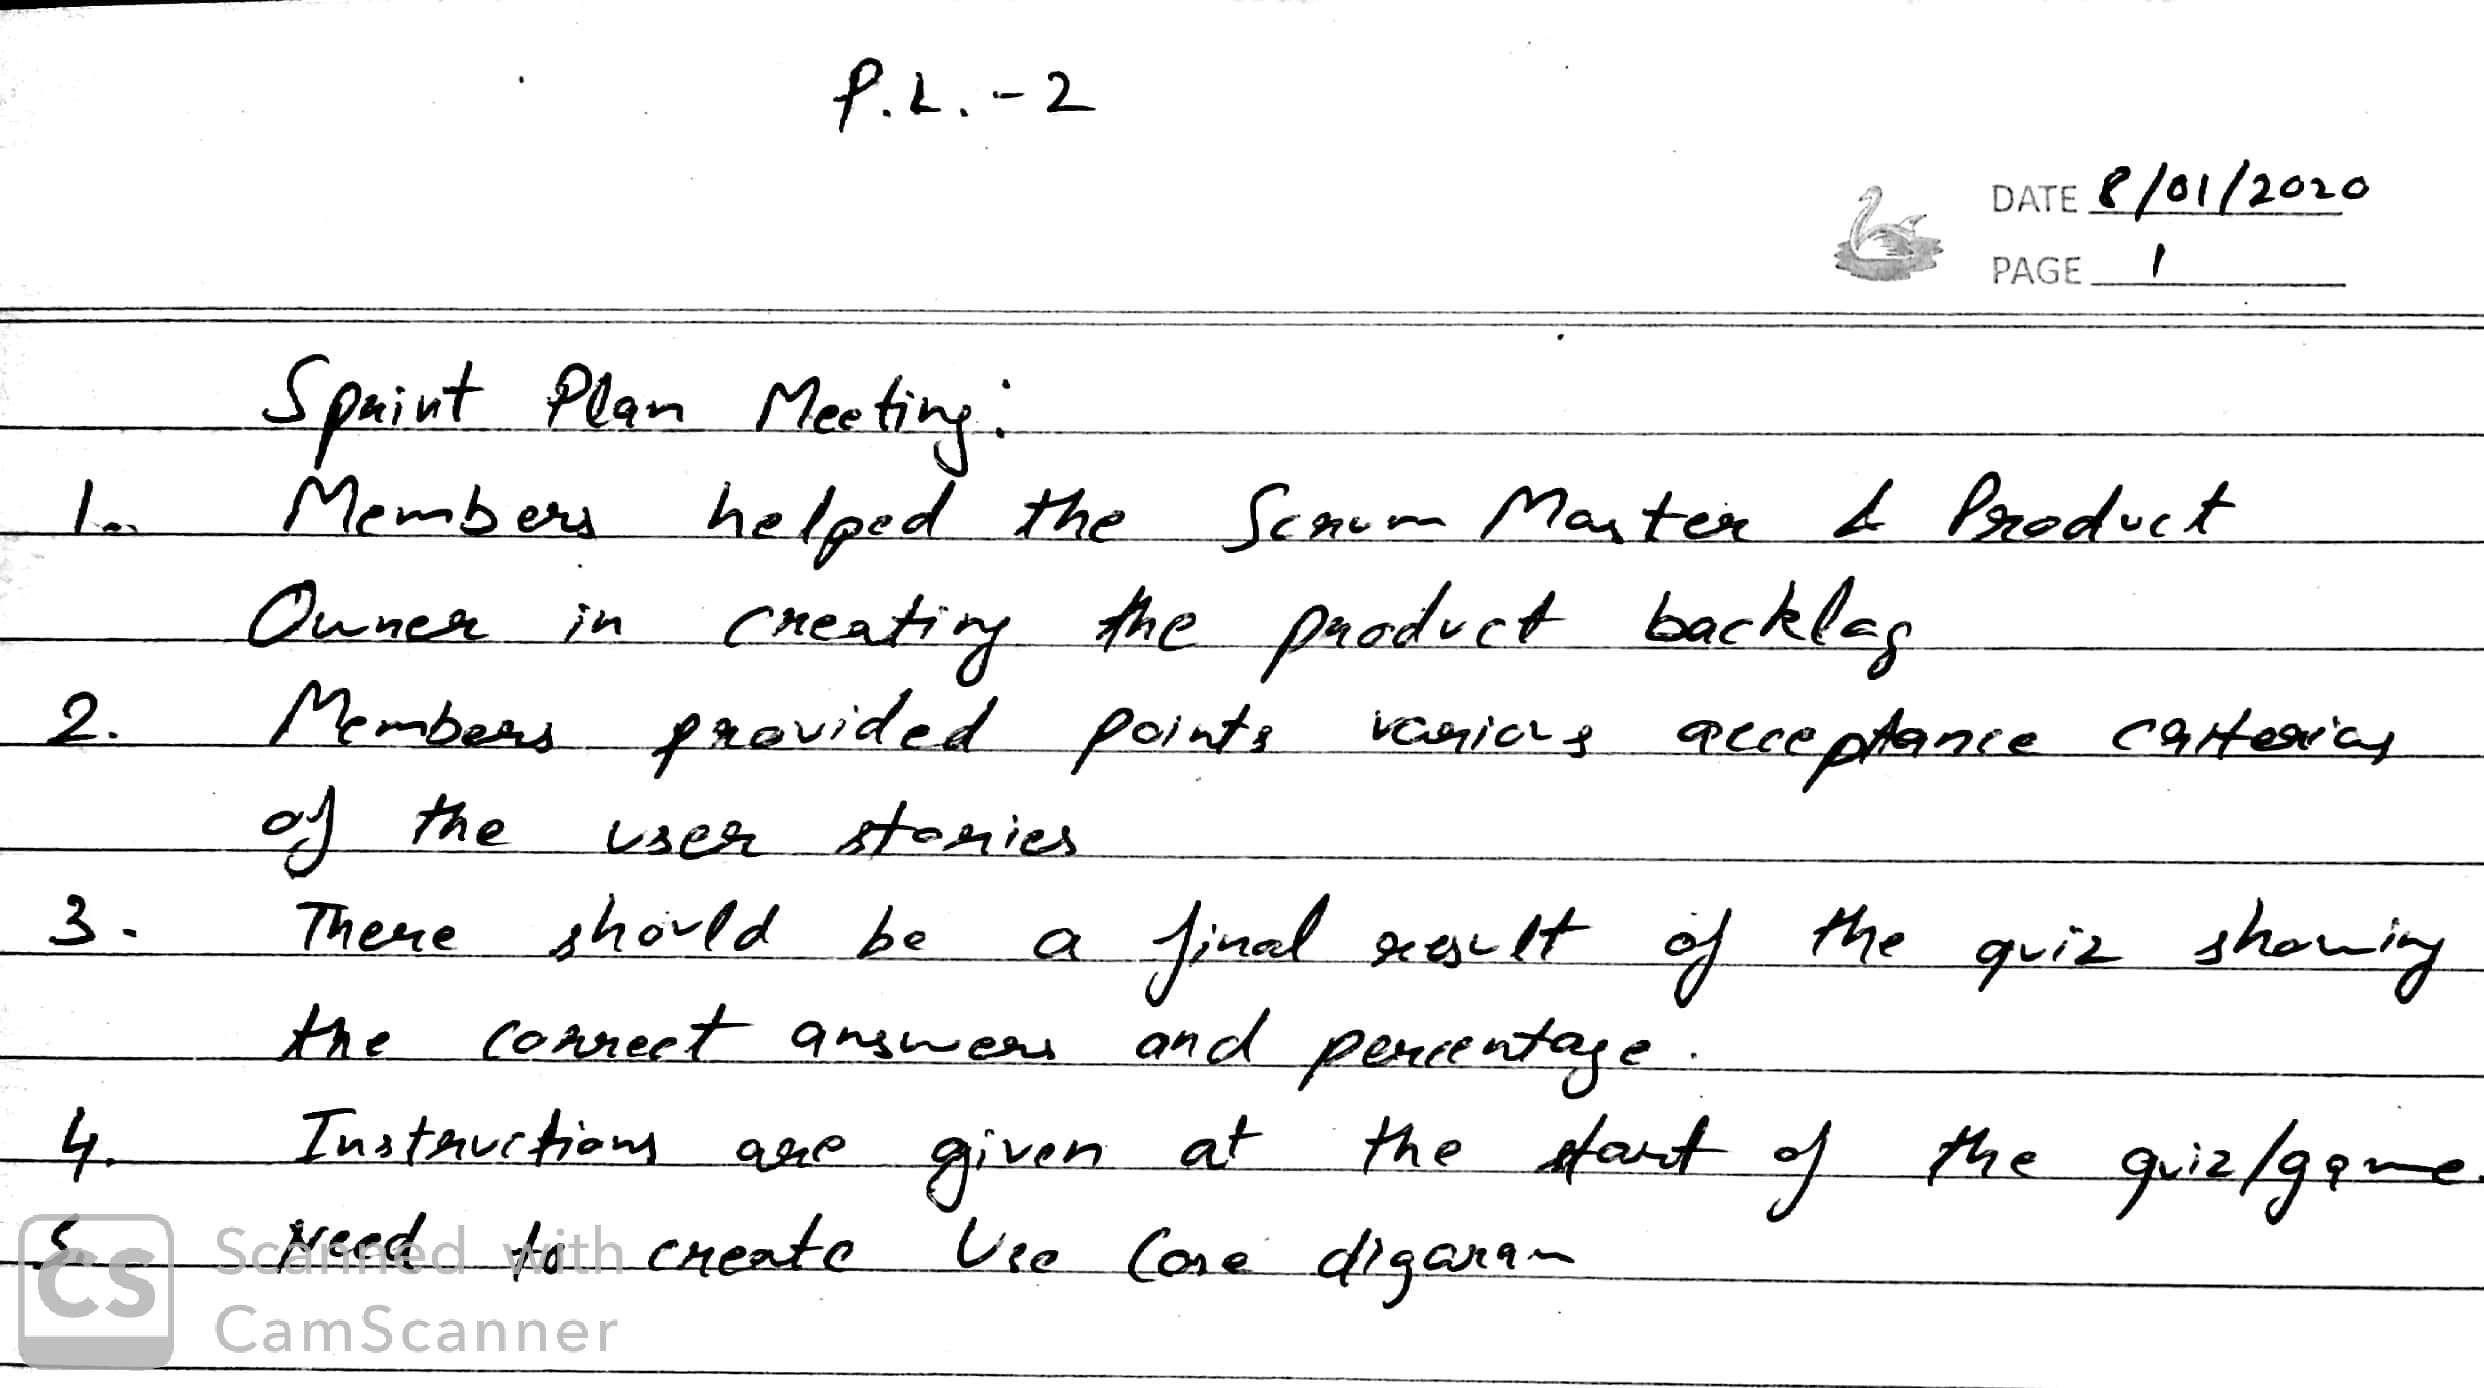 P.L.-2
DATE 8/01/2020
PAGE 1
Sprint Plan Meeting:
1. Members helped the Scrum Master & Product
Owner in creating the product backlog
2. Members provided points various acceptance criterias
of the user stories
3. There should be a final result of the quiz showing
the correct answers and percentage.
4. Instructions are given at the start of the quiz/game.
5. Need to create Use Case digaram
CS Scanned with
CamScanner